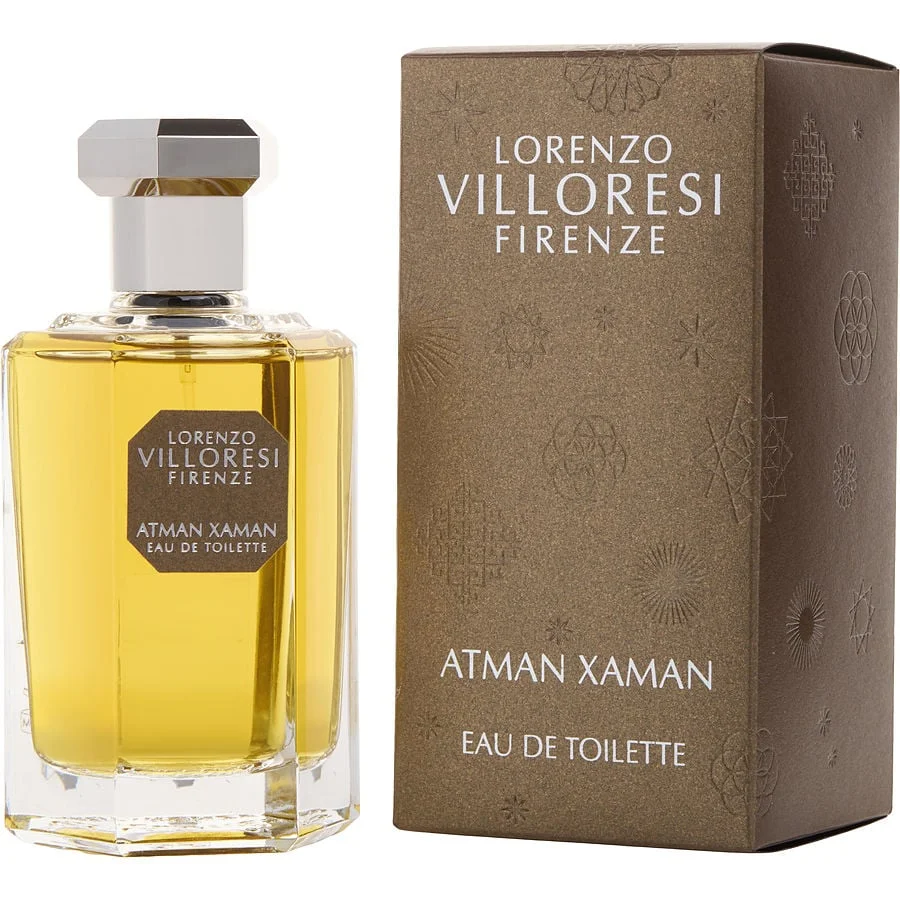 LORENZO
VILLORESI
FIRENZE
ATMAN XAMAN
EAU DE TOILETTE
LORENZO
VILLORESI
FIRENZE
ATMAN XAMAN
EAU DE TOILETTE